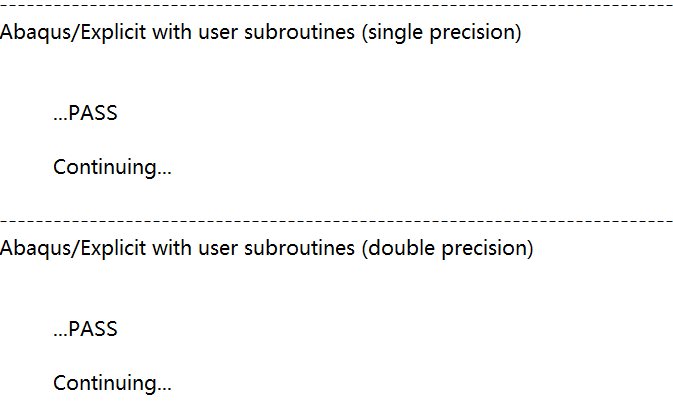 ---------------------------------------------------------------------------
Abaqus/Explicit with user subroutines (single precision)
...PASS
Continuing...
---------------------------------------------------------------------------
Abaqus/Explicit with user subroutines (double precision)
...PASS
Continuing...